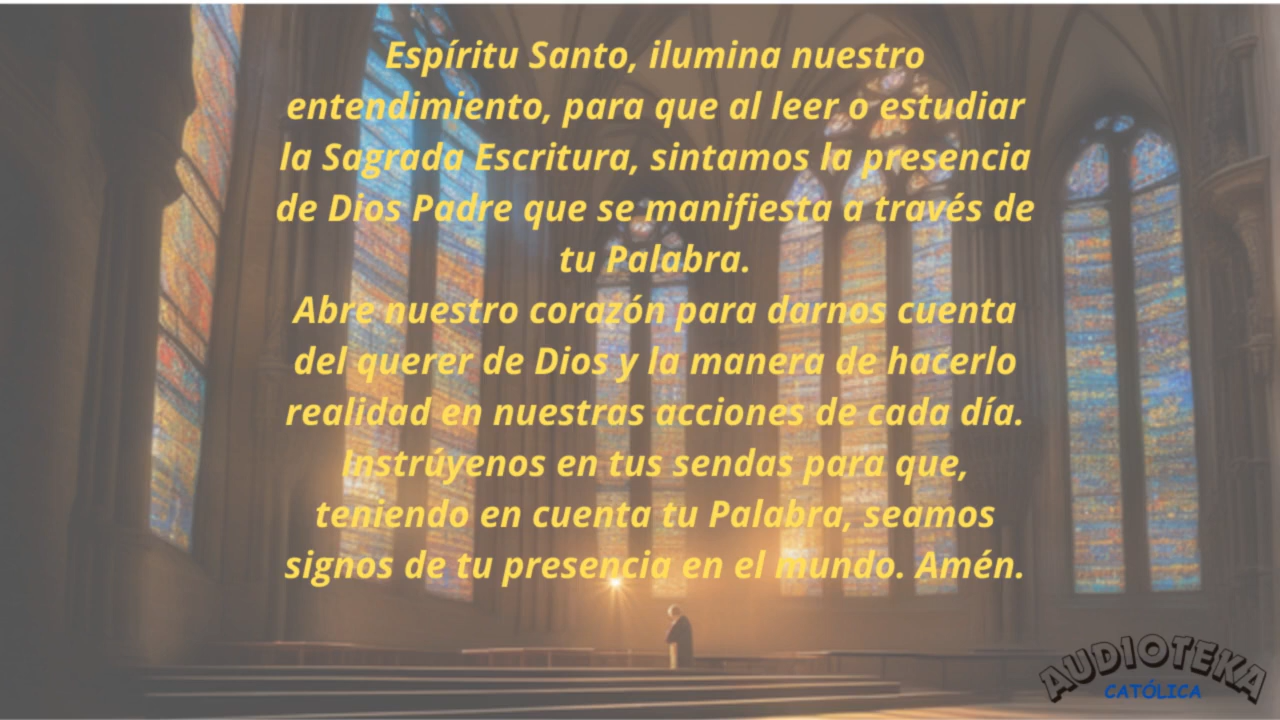 Espíritu Santo, ilumina nuestro
entendimiento, para que al leer o estudiar
la Sagrada Escritura, sintamos la presencia
de Dios Padre que se manifiesta a través de
tu Palabra.
Abre nuestro corazón para darnos cuenta
del querer de Dios y la manera de hacerlo
realidad en nuestras acciones de cada día.
Instrúyenos en tus sendas para que,
teniendo en cuenta tu Palabra, seamos
signos de tu presencia en el mundo. Amén.
AUDIOTEKA
CATÓLICA